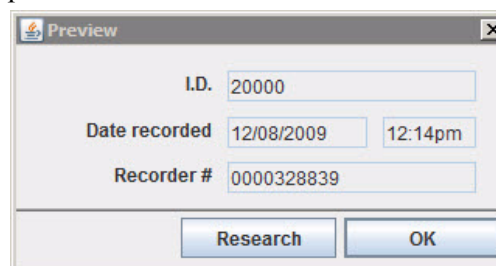 Preview
I.D. 20000
Date recorded 12/08/2009 12:14pm
Recorder # 0000328839
Research OK